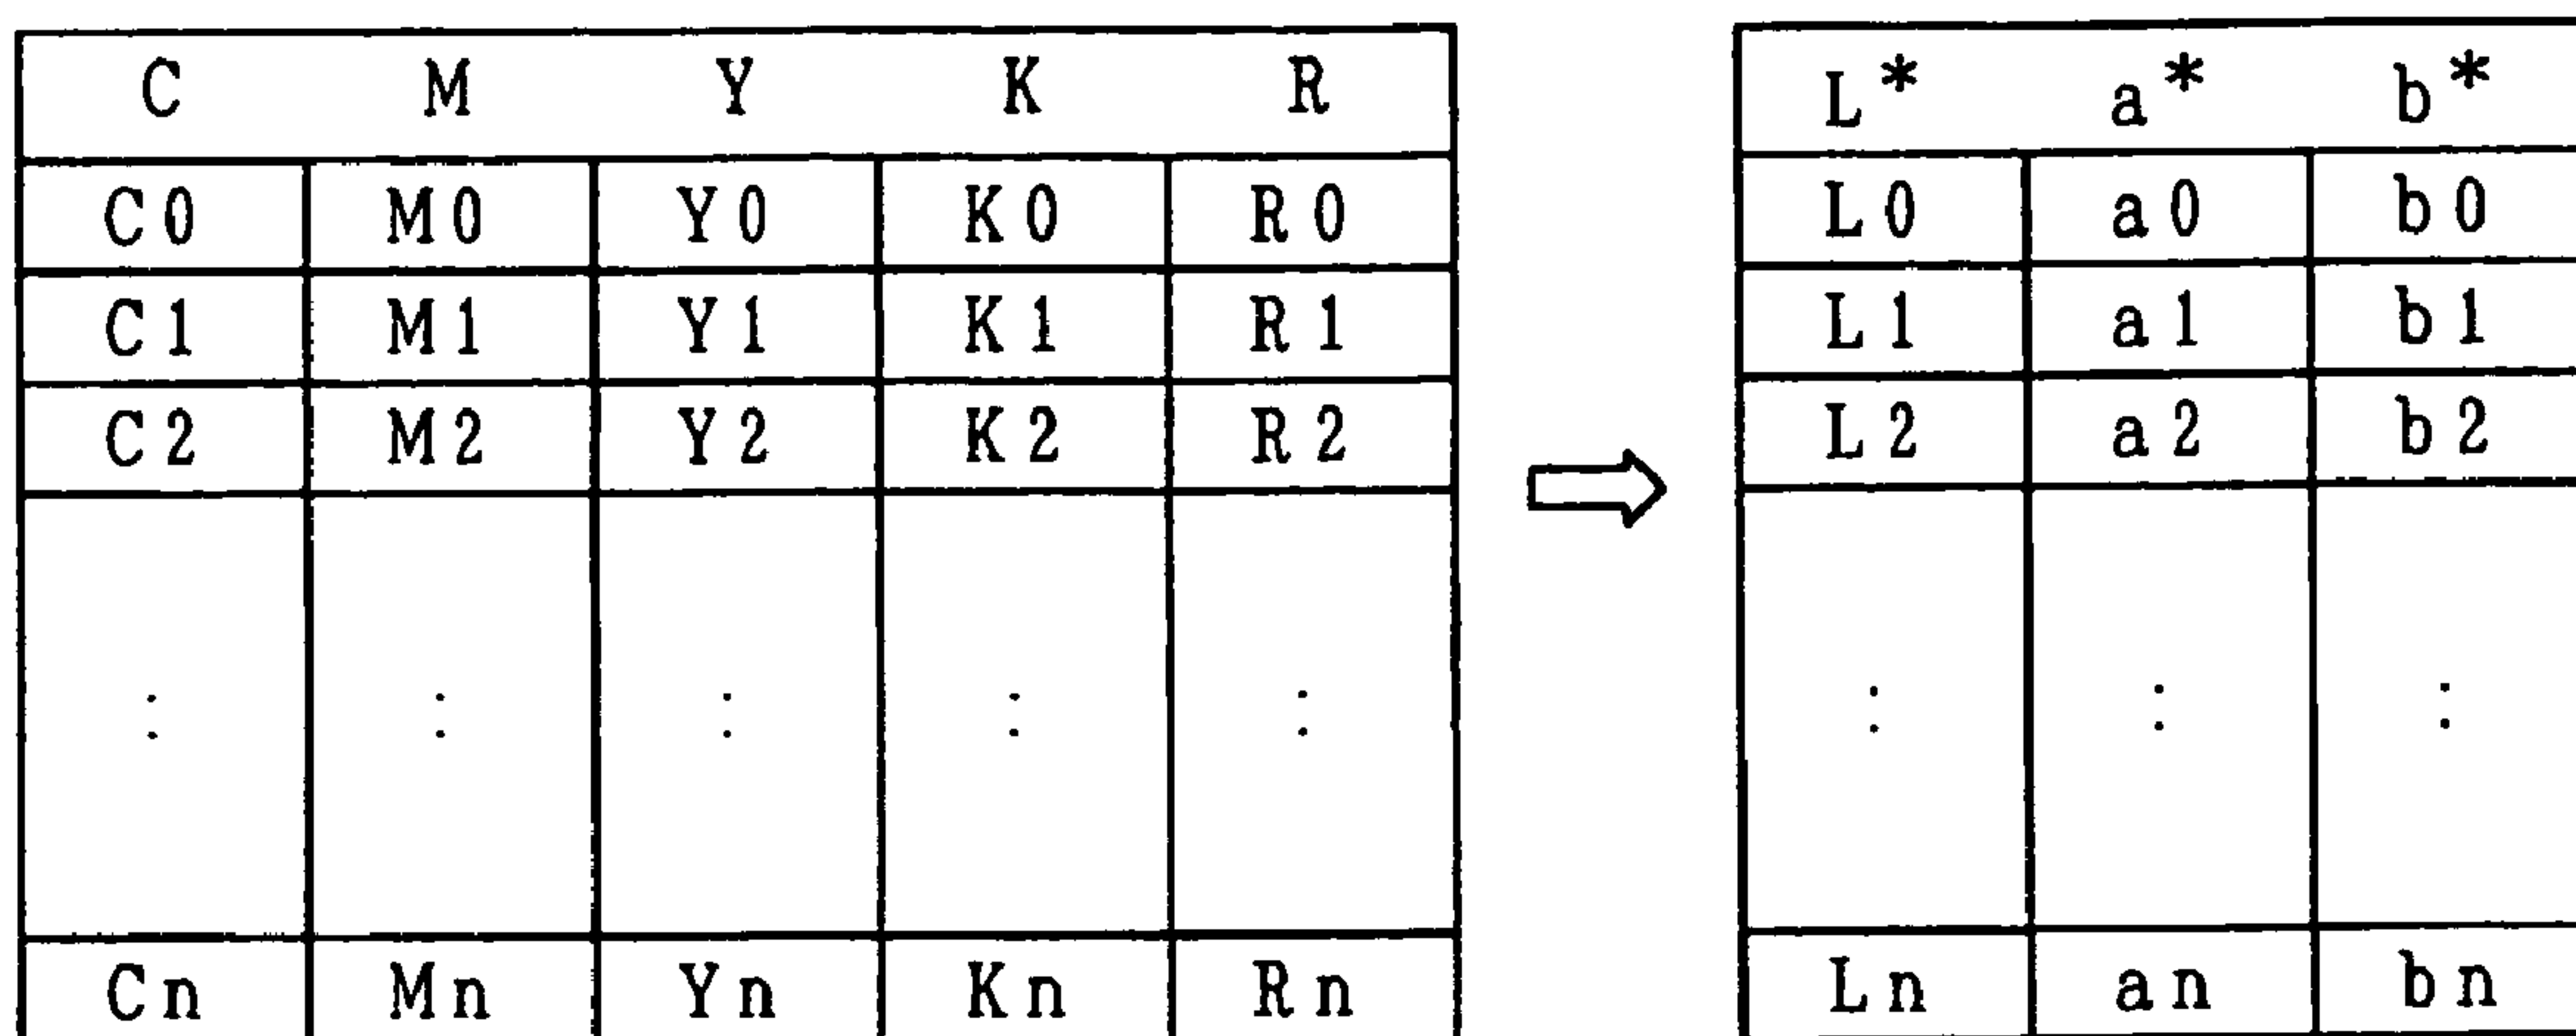 C M Y K R L* a* b*
C0 M0 Y0 K0 R0 L0 a0 b0
C1 M1 Y1 K1 R1 L1 a1 b1
C2 M2 Y2 K2 R2 L2 a2 b2
: : : : : : : :
Cn Mn Yn Kn Rn Ln an bn